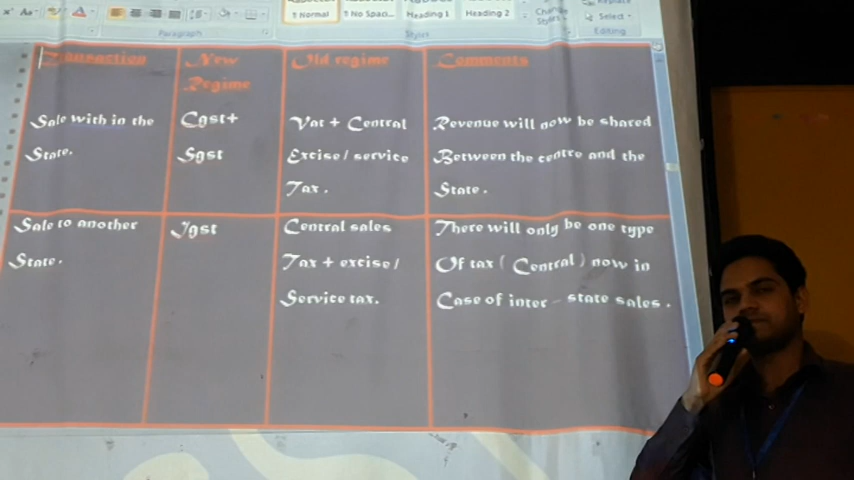 Replace
¶ Normal ¶ No Spaci... Heading 1 Heading 2 Change Styles
Select
Paragraph Styles Editing
Transaction New Regime Old regime Comments
Sale with in the State.
Cgst+
Sgst
Vat + Central
Excise / service
Tax.
Revenue will now be shared
Between the centre and the
State.
Sale to another
State.
Igst
Central sales
Tax + excise /
Service tax.
There will only be one type
Of tax ( Central ) now in
Case of inter - state sales.